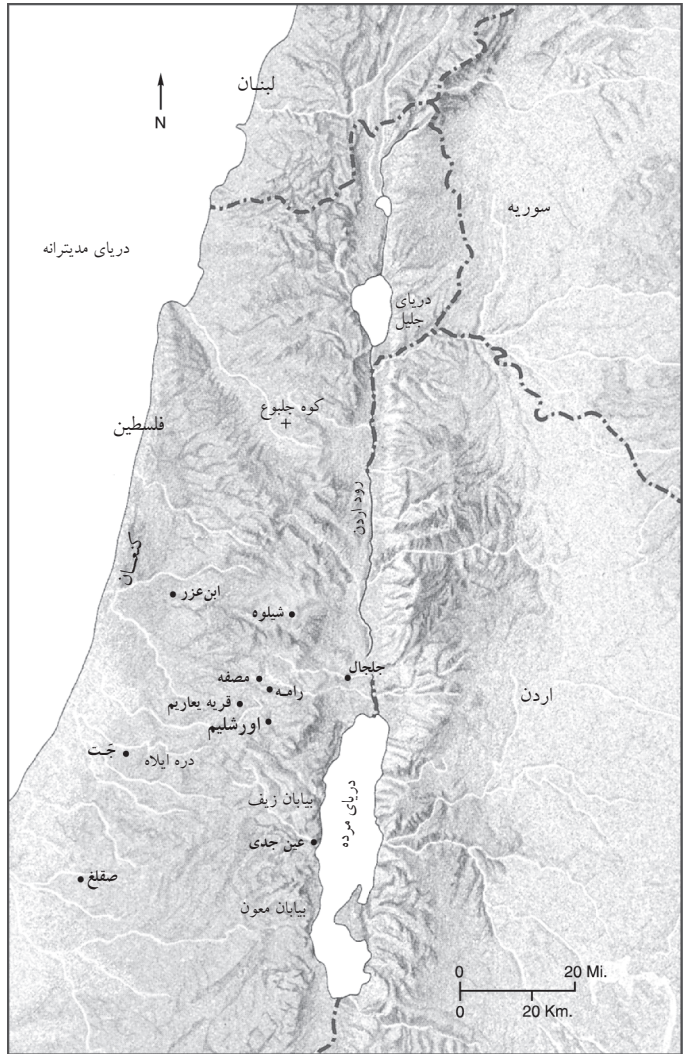 لبنان
N
سوریه
دریای مدیترانه
دریای
جلیل
کوه جلبوع
+
فلسطین
رود اردن
کنعان
ابن‌عزر
شیلوه
جلجال
مصفه
رامه
قریه یعاریم
اورشلیم
اردن
جَت
دره ایلاه
بیابان زیف
دریای مرده
عین جدی
صقلغ
بیابان معون
0 20 Mi.
0 20 Km.